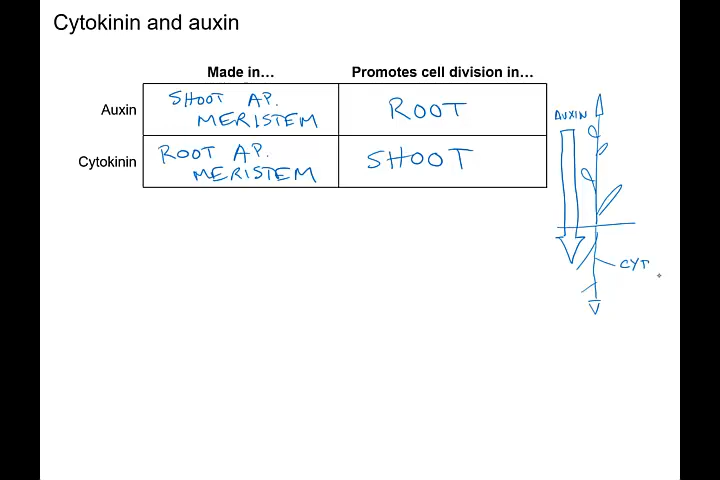 Cytokinin and auxin
Made in… Promotes cell division in…
Auxin
SHOOT AP.
MERISTEM
ROOT
Cytokinin
ROOT AP.
MERISTEM
SHOOT
AUXIN
CYT